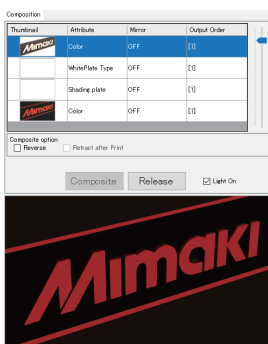 Composition
Thumbnail Attribute Mirror Output Order
Mimaki Color OFF [1]
WhitePlate Type OFF [1]
Shading plate OFF [1]
Mimaki Color OFF [1]
Composite option
Reverse Retract after Print
Composite Release Light On
Mimaki